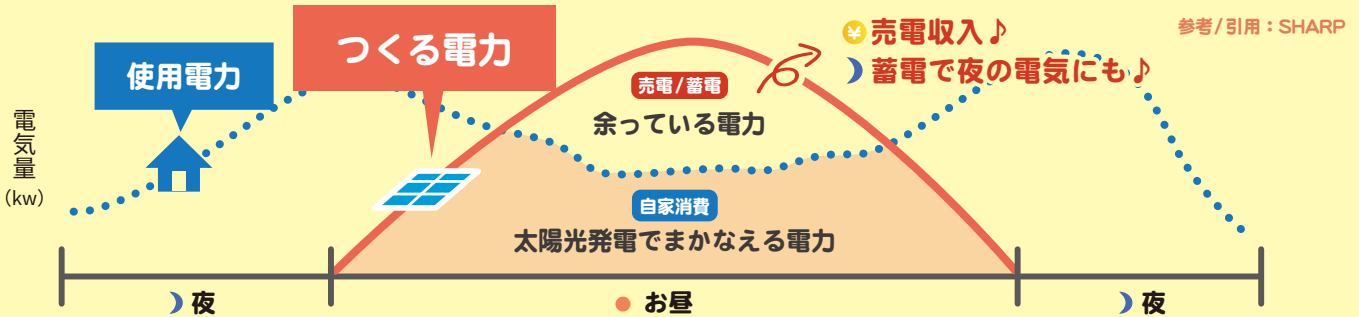 使用電力
つくる電力
¥売電収入♪
蓄電で夜の電気にも♪
参考/引用：SHARP
電気量
（kw）
売電/蓄電
余っている電力
自家消費
太陽光発電でまかなえる電力
夜
お昼
夜